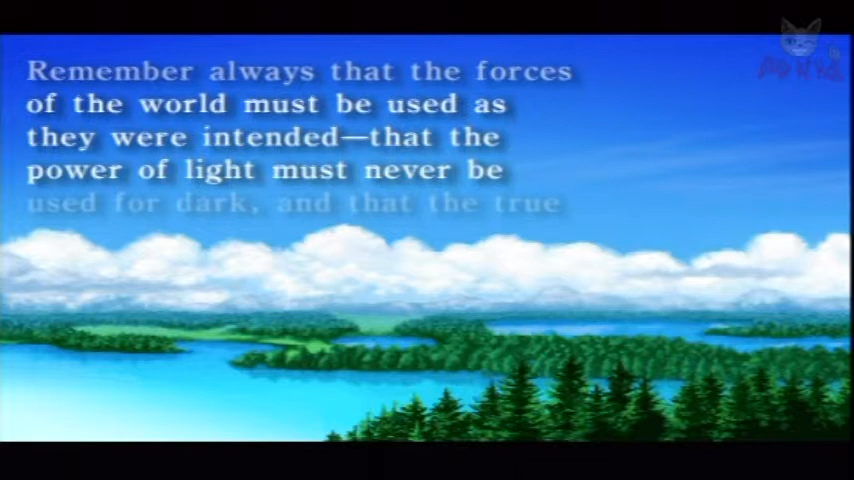 Remember always that the forces
of the world must be used as
they were intended—that the
power of light must never be
used for dark, and that the true